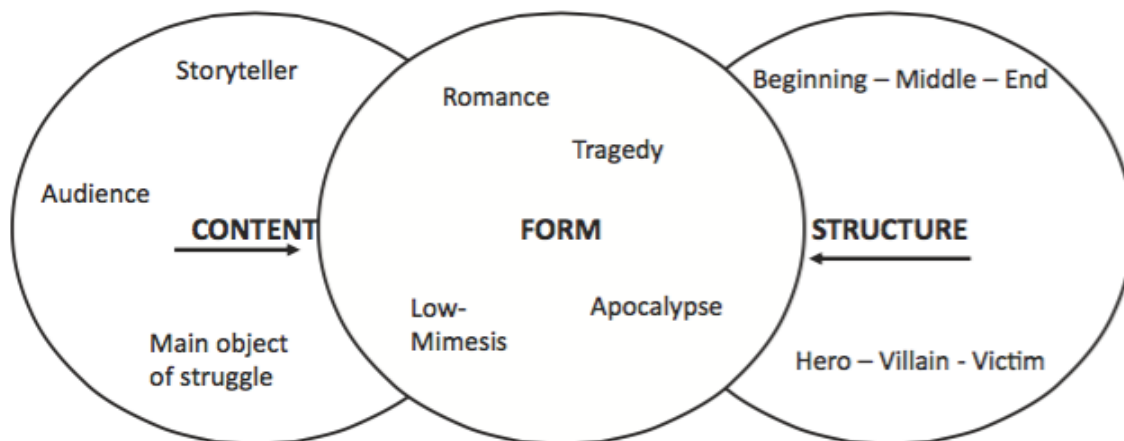 Storyteller
Audience
CONTENT
Main object
of struggle
Romance
Tragedy
FORM
Low-
Mimesis
Apocalypse
Beginning – Middle – End
STRUCTURE
Hero – Villain - Victim